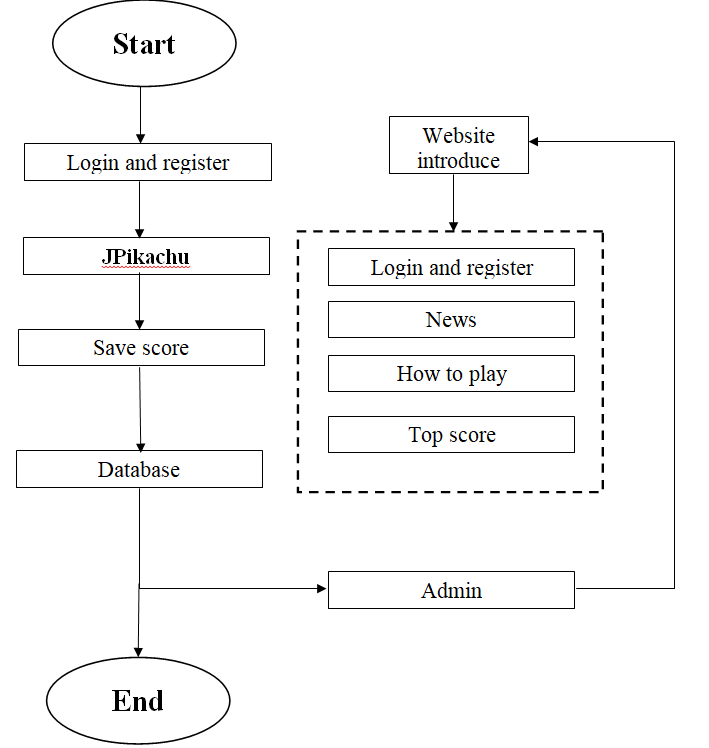 Start
Login and register
JPikachu
Save score
Database
End
Website
introduce
Login and register
News
How to play
Top score
Admin